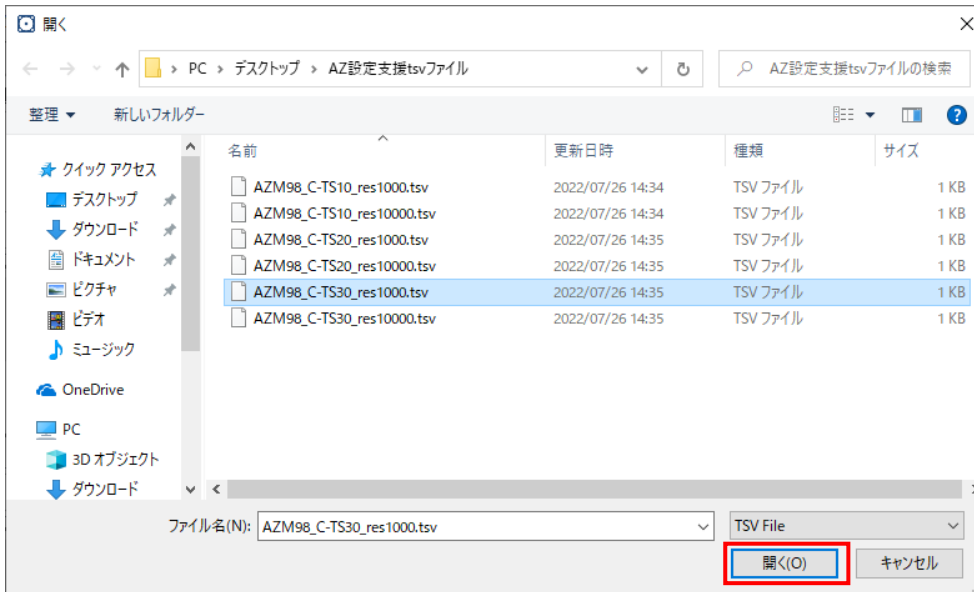 開く
PC › デスクトップ › AZ設定支援tsvファイル
AZ設定支援tsvファイルの検索
整理
新しいフォルダー
名前 更新日時 種類 サイズ
クイック アクセス
デスクトップ
ダウンロード
ドキュメント
ピクチャ
ビデオ
ミュージック
OneDrive
PC
3D オブジェクト
ダウンロード
AZM98_C-TS10_res1000.tsv 2022/07/26 14:34 TSV ファイル 1 KB
AZM98_C-TS10_res10000.tsv 2022/07/26 14:34 TSV ファイル 1 KB
AZM98_C-TS20_res1000.tsv 2022/07/26 14:35 TSV ファイル 1 KB
AZM98_C-TS20_res10000.tsv 2022/07/26 14:35 TSV ファイル 1 KB
AZM98_C-TS30_res1000.tsv 2022/07/26 14:35 TSV ファイル 1 KB
AZM98_C-TS30_res10000.tsv 2022/07/26 14:35 TSV ファイル 1 KB
ファイル名(N): AZM98_C-TS30_res1000.tsv
TSV File
開く(O)
キャンセル